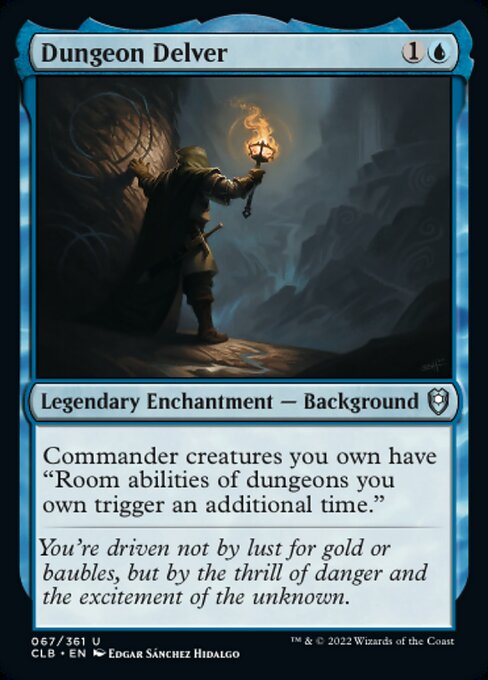 Dungeon Delver 1
Legendary Enchantment — Background
Commander creatures you own have
“Room abilities of dungeons you
own trigger an additional time.”
You’re driven not by lust for gold or
baubles, but by the thrill of danger and
the excitement of the unknown.
067/361 U
™ & © 2022 Wizards of the Coast
CLB • EN Edgar Sánchez Hidalgo